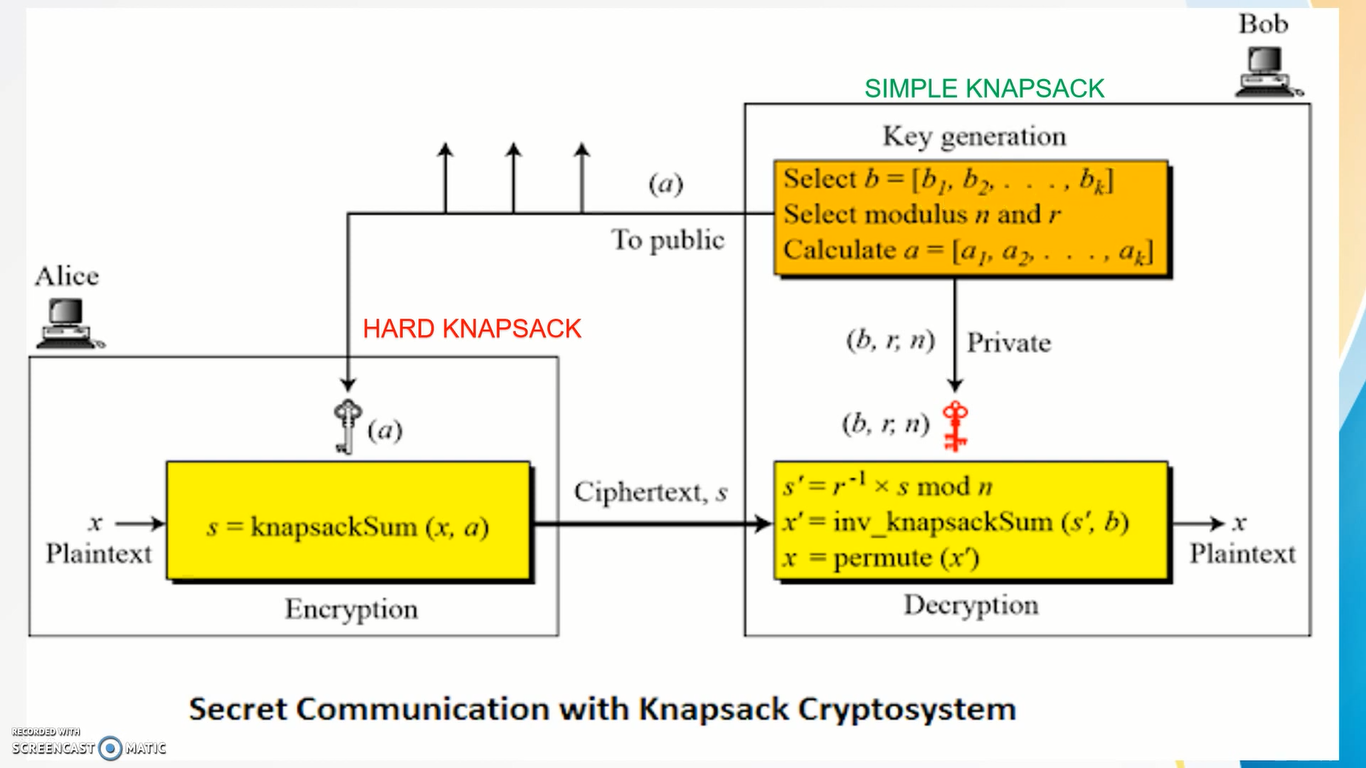 Bob
SIMPLE KNAPSACK
Key generation
Select b = [b1, b2, . . . , bk]
Select modulus n and r
Calculate a = [a1, a2, . . . , ak]
(a)
To public
Alice
HARD KNAPSACK
(b, r, n) Private
(a)
(b, r, n)
x
Plaintext
s = knapsackSum (x, a)
Encryption
Ciphertext, s
s′ = r⁻¹ × s mod n
x′ = inv_knapsackSum (s′, b)
x = permute (x′)
Decryption
x
Plaintext
Secret Communication with Knapsack Cryptosystem
RECORDED WITH
SCREENCAST MATIC